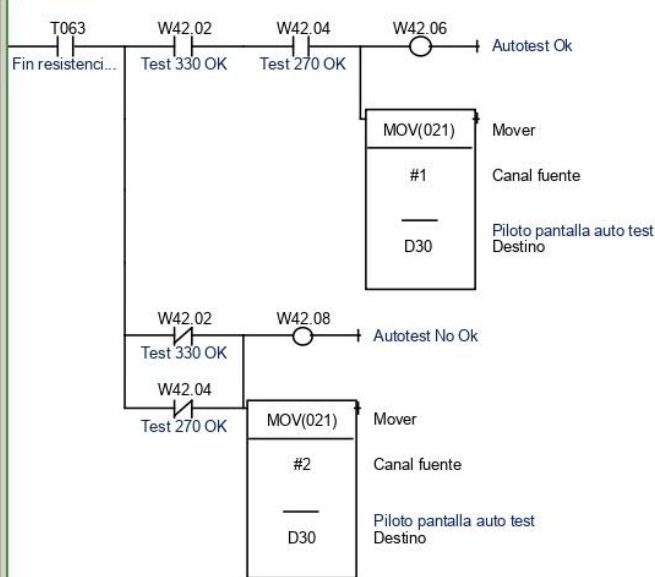 T063 W42.02 W42.04 W42.06
Autotest Ok
Fin resistenci... Test 330 OK Test 270 OK
MOV(021) Mover
#1 Canal fuente
Piloto pantalla auto test
D30 Destino
W42.02 W42.08
Autotest No Ok
Test 330 OK
W42.04
Test 270 OK
MOV(021) Mover
#2 Canal fuente
Piloto pantalla auto test
D30 Destino